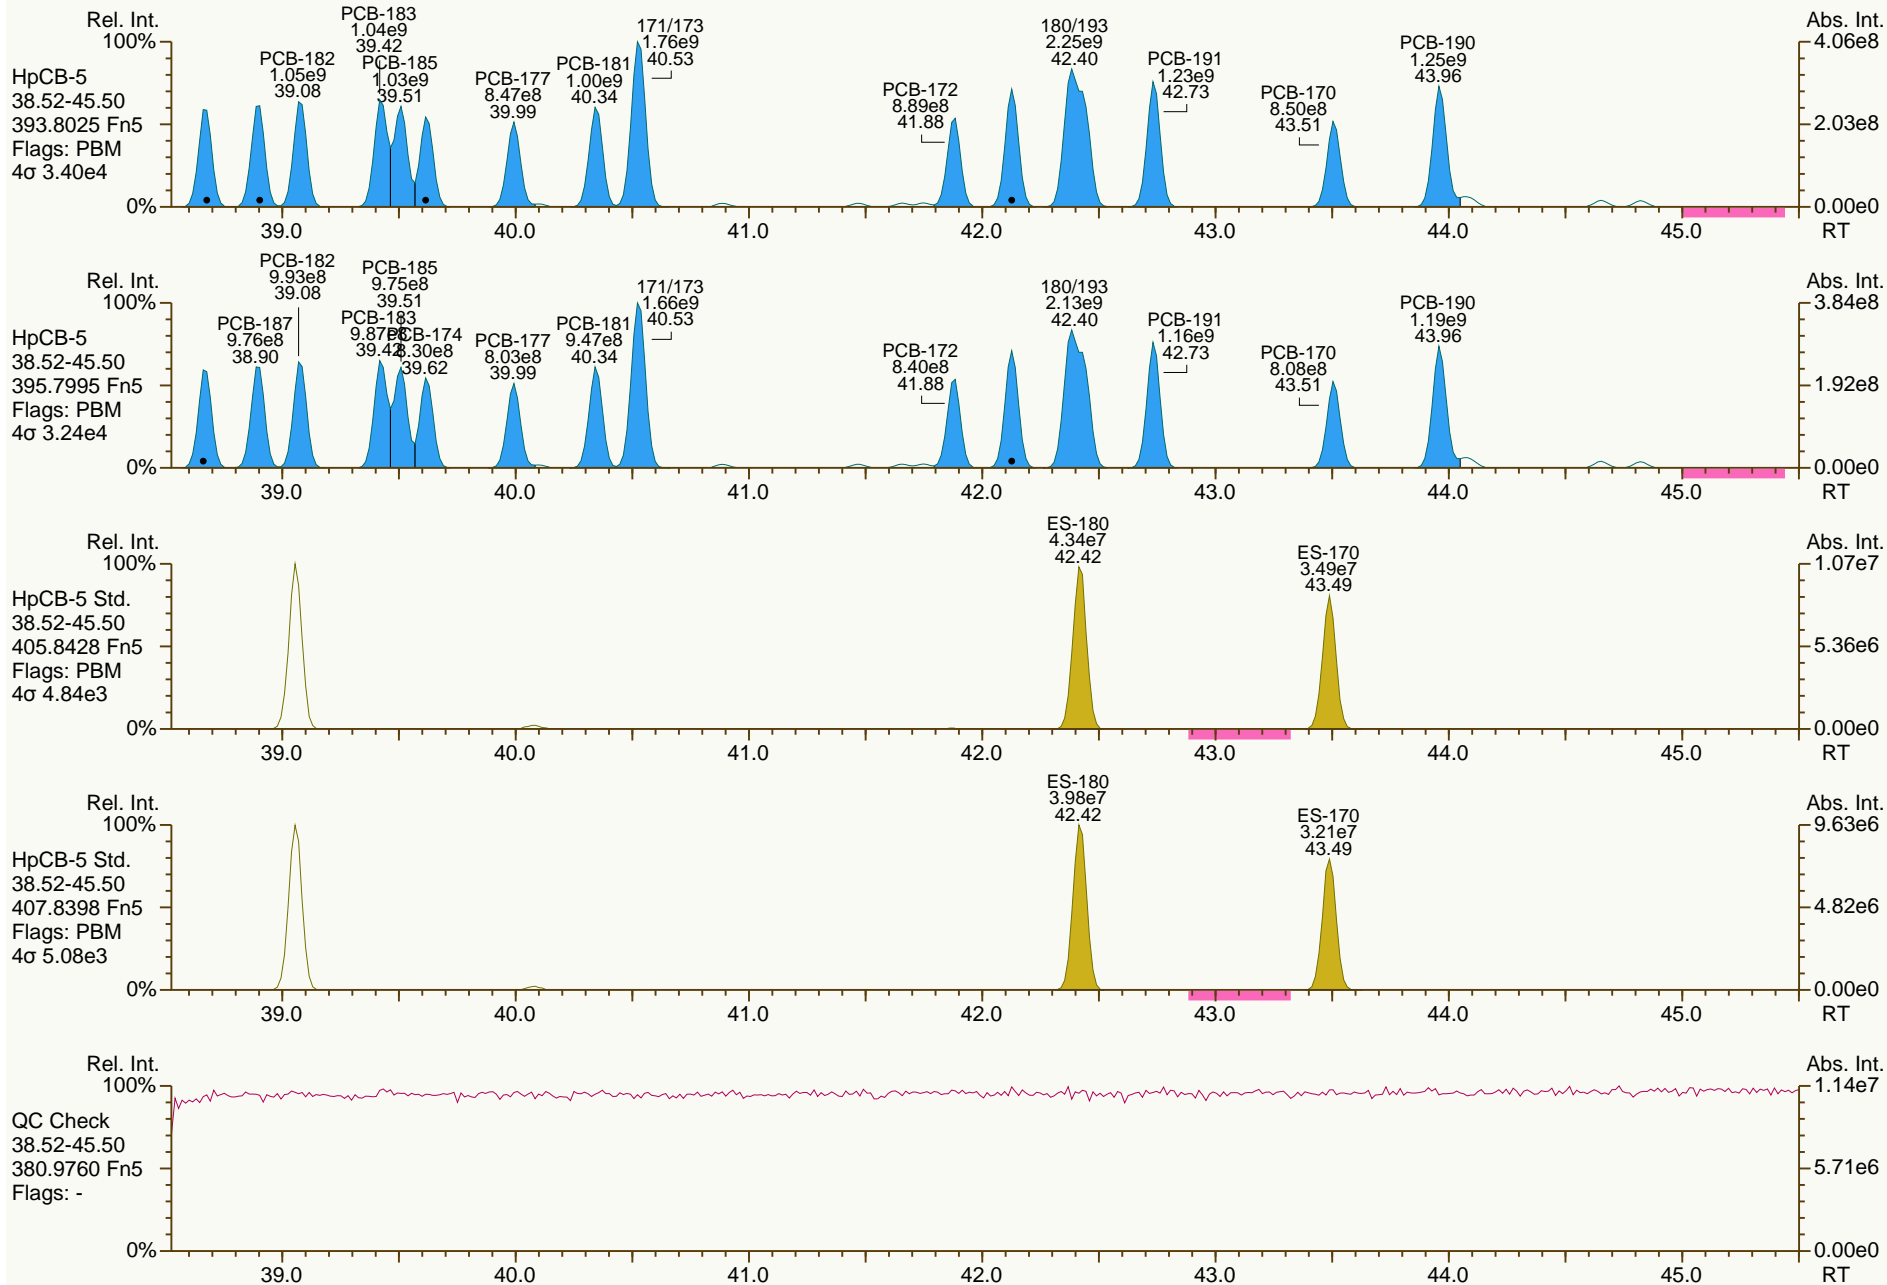 Rel. Int.
Abs. Int.
100%
0%
HpCB-5
38.52-45.50
393.8025 Fn5
Flags: PBM
4σ 3.40e4
PCB-182
1.05e9
39.08
PCB-183
1.04e9
39.42
PCB-185
1.03e9
39.51
PCB-177
8.47e8
39.99
PCB-181
1.00e9
40.34
171/173
1.76e9
40.53
PCB-172
8.89e8
41.88
180/193
2.25e9
42.40
PCB-191
1.23e9
42.73
PCB-170
8.50e8
43.51
PCB-190
1.25e9
43.96
4.06e8
2.03e8
0.00e0
39.0 40.0 41.0 42.0 43.0 44.0 45.0 RT
Rel. Int.
Abs. Int.
100%
0%
HpCB-5
38.52-45.50
395.7995 Fn5
Flags: PBM
4σ 3.24e4
PCB-187
9.76e8
38.90
PCB-182
9.93e8
39.08
PCB-185
9.75e8
39.51
PCB-183
9.87e8
39.42
PCB-174
8.30e8
39.62
PCB-177
8.03e8
39.99
PCB-181
9.47e8
40.34
171/173
1.66e9
40.53
PCB-172
8.40e8
41.88
180/193
2.13e9
42.40
PCB-191
1.16e9
42.73
PCB-170
8.08e8
43.51
PCB-190
1.19e9
43.96
3.84e8
1.92e8
0.00e0
39.0 40.0 41.0 42.0 43.0 44.0 45.0 RT
Rel. Int.
Abs. Int.
100%
0%
HpCB-5 Std.
38.52-45.50
405.8428 Fn5
Flags: PBM
4σ 4.84e3
ES-180
4.34e7
42.42
ES-170
3.49e7
43.49
1.07e7
5.36e6
0.00e0
39.0 40.0 41.0 42.0 43.0 44.0 45.0 RT
Rel. Int.
Abs. Int.
100%
0%
HpCB-5 Std.
38.52-45.50
407.8398 Fn5
Flags: PBM
4σ 5.08e3
ES-180
3.98e7
42.42
ES-170
3.21e7
43.49
9.63e6
4.82e6
0.00e0
39.0 40.0 41.0 42.0 43.0 44.0 45.0 RT
Rel. Int.
Abs. Int.
100%
0%
QC Check
38.52-45.50
380.9760 Fn5
Flags: -
1.14e7
5.71e6
0.00e0
39.0 40.0 41.0 42.0 43.0 44.0 45.0 RT